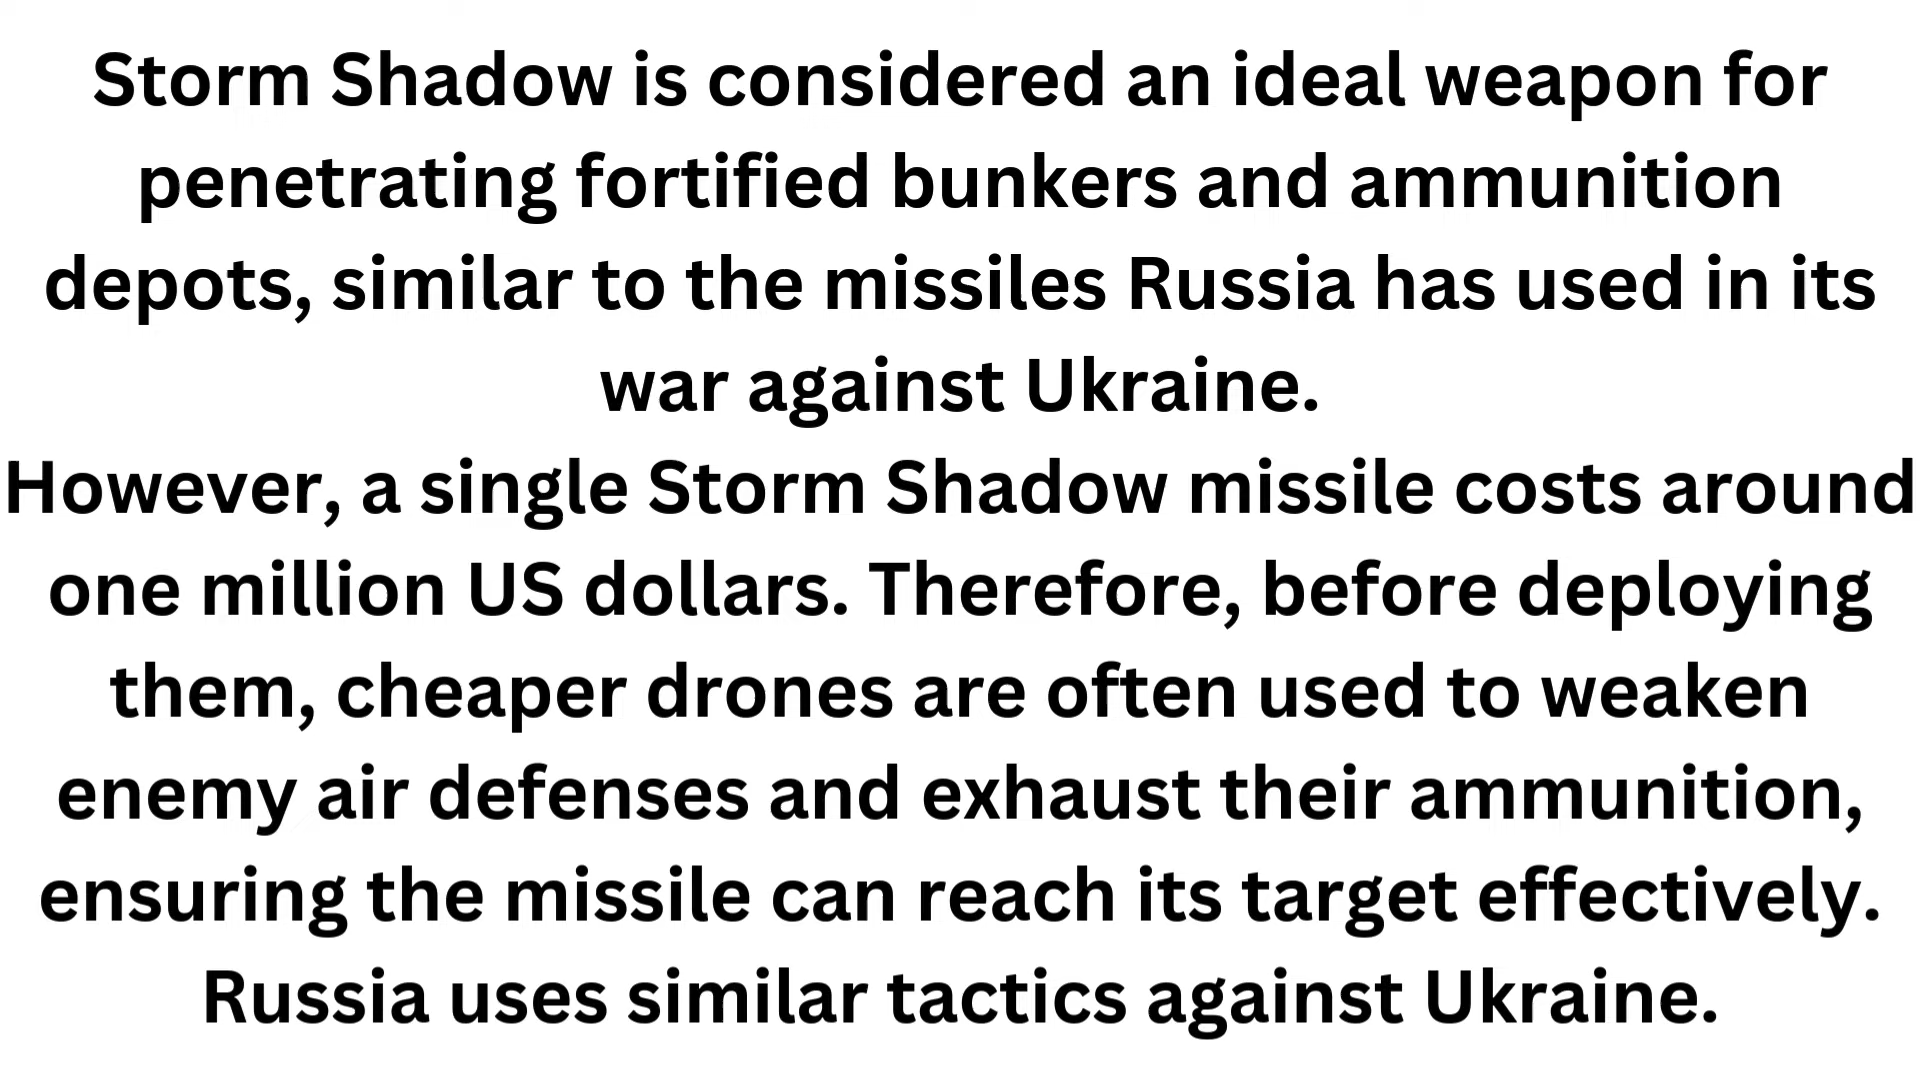 Storm Shadow is considered an ideal weapon for
penetrating fortified bunkers and ammunition
depots, similar to the missiles Russia has used in its
war against Ukraine.
However, a single Storm Shadow missile costs around
one million US dollars. Therefore, before deploying
them, cheaper drones are often used to weaken
enemy air defenses and exhaust their ammunition,
ensuring the missile can reach its target effectively.
Russia uses similar tactics against Ukraine.